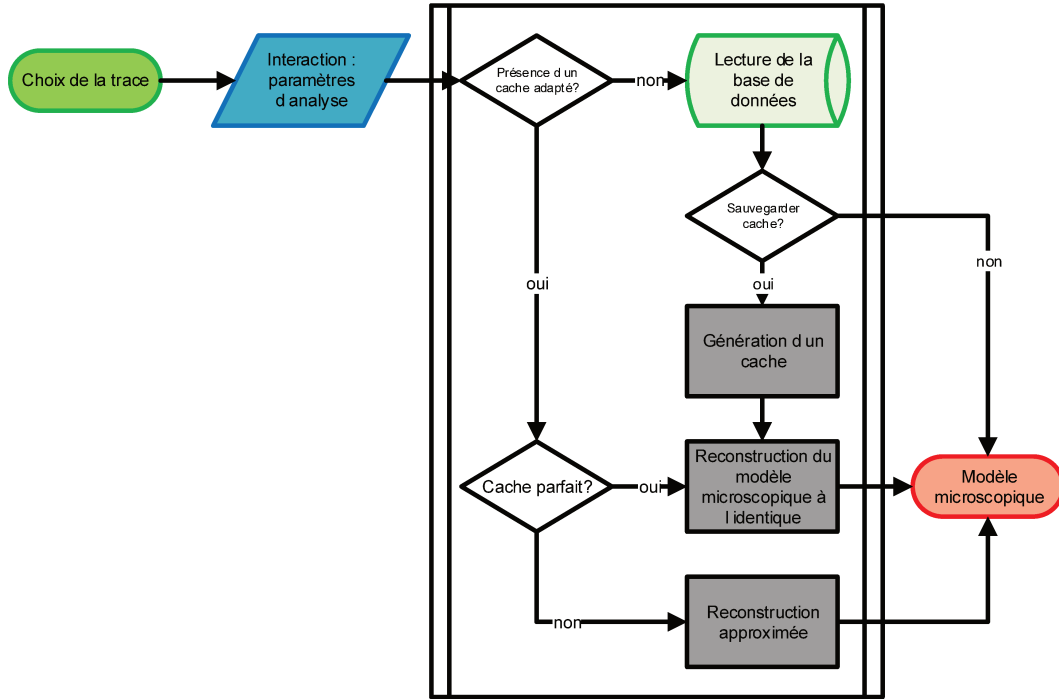 Choix de la trace
Interaction :
paramètres
d analyse
Présence d un
cache adapté?
non
Lecture de la
base de
données
Sauvegarder
cache?
non
oui
oui
Génération d un
cache
Cache parfait?
oui
Reconstruction du
modèle
microscopique à
l identique
Modèle
microscopique
non
Reconstruction
approximée